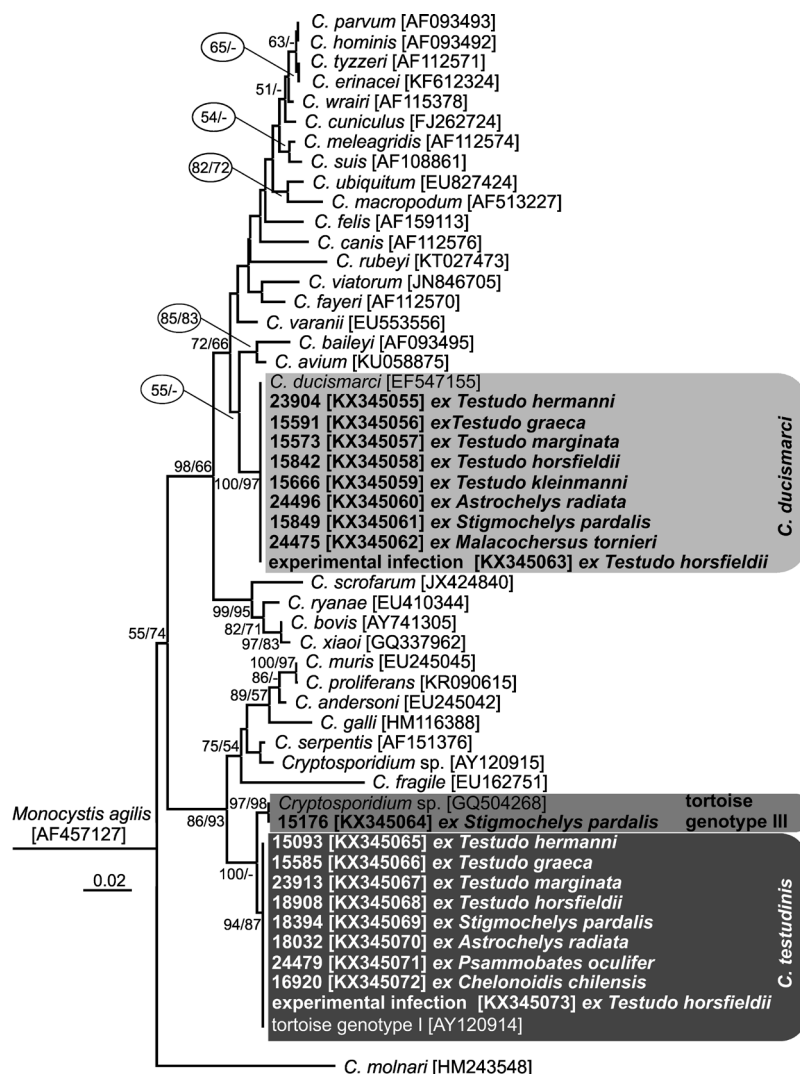 C. parvum [AF093493]
63/-
C. hominis [AF093492]
65/-
C. tyzzeri [AF112571]
C. erinacei [KF612324]
51/-
C. wrairi [AF115378]
54/-
C. cuniculus [FJ262724]
C. meleagridis [AF112574]
82/72
C. suis [AF108861]
C. ubiquitum [EU827424]
C. macropodum [AF513227]
C. felis [AF159113]
C. canis [AF112576]
C. rubeyi [KT027473]
C. viatorum [JN846705]
C. fayeri [AF112570]
85/83
C. varanii [EU553556]
72/66
C. baileyi [AF093495]
C. avium [KU058875]
55/-
C. ducismarci [EF547155]
23904 [KX345055] ex Testudo hermanni
15591 [KX345056] exTestudo graeca
15573 [KX345057] ex Testudo marginata
98/66
15842 [KX345058] ex Testudo horsfieldii
100/97
15666 [KX345059] ex Testudo kleinmanni
24496 [KX345060] ex Astrochelys radiata
15849 [KX345061] ex Stigmochelys pardalis
24475 [KX345062] ex Malacochersus tornieri
experimental infection [KX345063] ex Testudo horsfieldii
C. ducismarci
C. scrofarum [JX424840]
99/95
C. ryanae [EU410344]
82/71
C. bovis [AY741305]
55/74
97/83
C. xiaoi [GQ337962]
100/97
C. muris [EU245045]
86/-
C. proliferans [KR090615]
89/57
C. andersoni [EU245042]
C. galli [HM116388]
75/54
C. serpentis [AF151376]
Cryptosporidium sp. [AY120915]
C. fragile [EU162751]
97/98
Cryptosporidium sp. [GQ504268]
86/93
15176 [KX345064] ex Stigmochelys pardalis
tortoise
genotype III
Monocystis agilis
[AF457127]
0.02
15093 [KX345065] ex Testudo hermanni
15585 [KX345066] ex Testudo graeca
100/-
23913 [KX345067] ex Testudo marginata
18908 [KX345068] ex Testudo horsfieldii
94/87
18394 [KX345069] ex Stigmochelys pardalis
18032 [KX345070] ex Astrochelys radiata
24479 [KX345071] ex Psammobates oculifer
16920 [KX345072] ex Chelonoidis chilensis
experimental infection [KX345073] ex Testudo horsfieldii
tortoise genotype I [AY120914]
C. testudinis
C. molnari [HM243548]